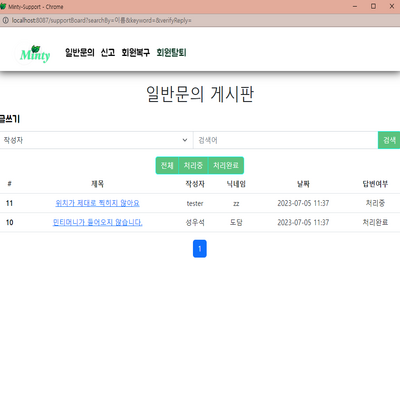 Minty-Support - Chrome
localhost:8087/supportBoard?searchBy=이름&keyword=&verifyReply=
Minty 일반문의 신고 회원복구 회원탈퇴
일반문의 게시판
글쓰기
작성자 검색어 검색
전체 처리중 처리완료
# 제목 작성자 닉네임 날짜 답변여부
11 위치가 제대로 찍히지 않아요 tester zz 2023-07-05 11:37 처리중
10 민티머니가 들어오지 않습니다. 성우석 도담 2023-07-05 11:37 처리완료
1